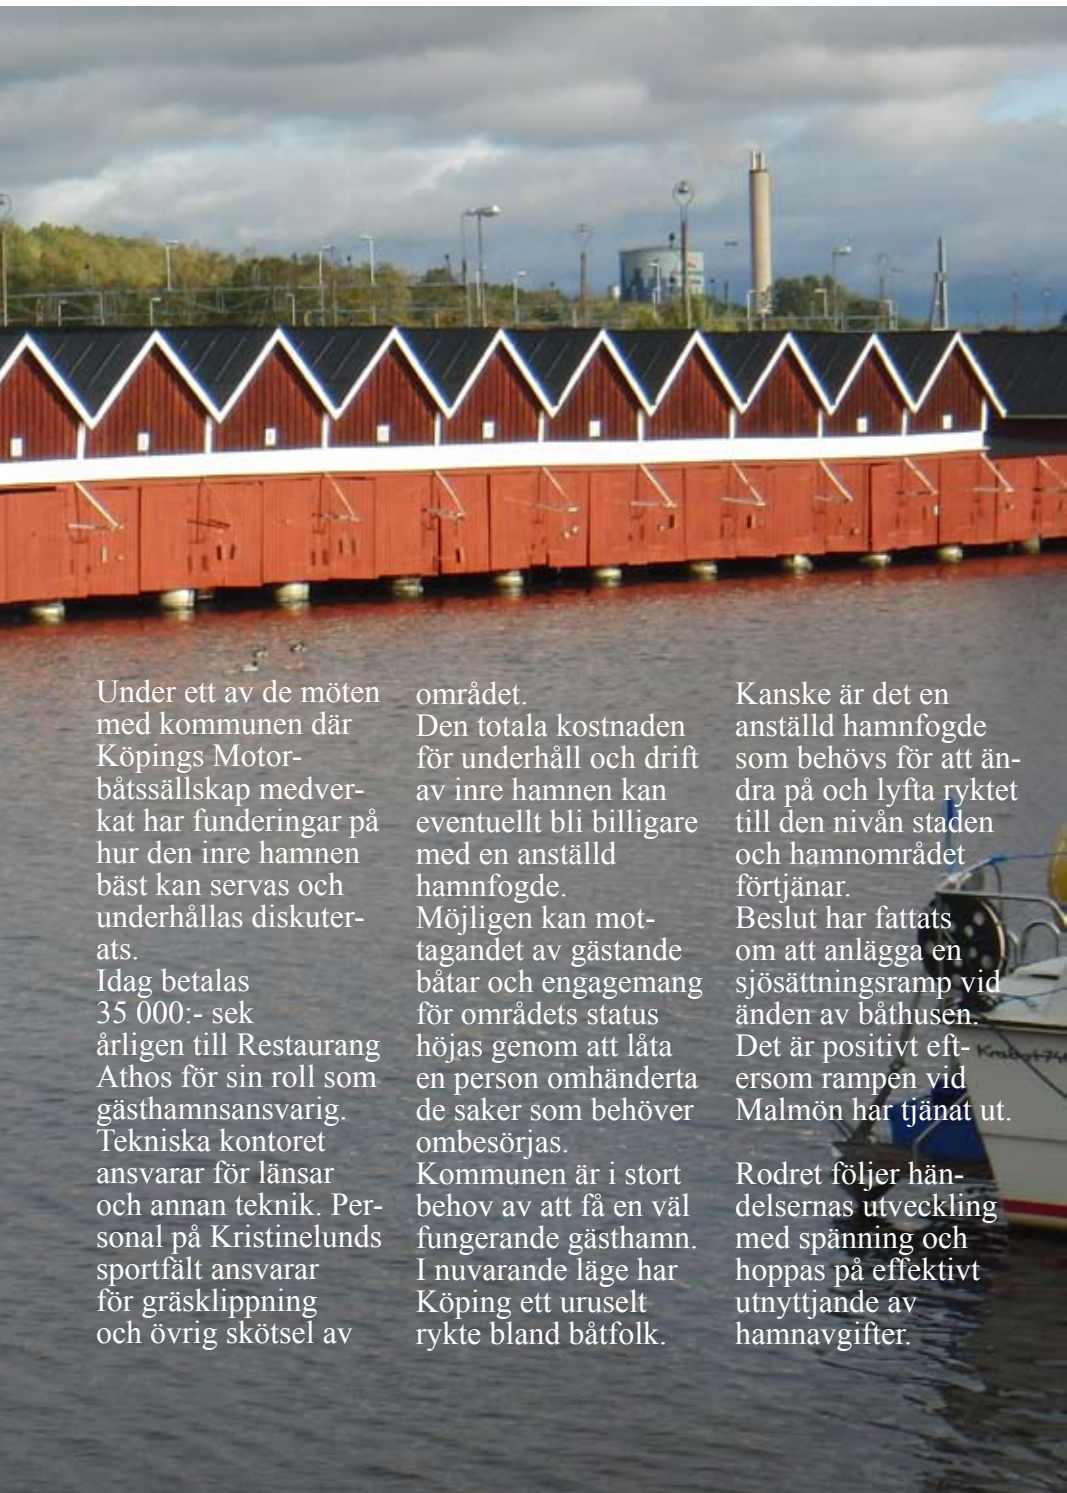 Under ett av de möten
med kommunen där
Köpings Motor-
båtssällskap medver-
kat har funderingar på
hur den inre hamnen
bäst kan servas och
underhållas diskuter-
ats.
Idag betalas
35 000:- sek
årligen till Restaurang
Athos för sin roll som
gästhamnsansvarig.
Tekniska kontoret
ansvarar för länsar
och annan teknik. Per-
sonal på Kristinelunds
sportfält ansvarar
för gräsklippning
och övrig skötsel av
området.
Den totala kostnaden
för underhåll och drift
av inre hamnen kan
eventuellt bli billigare
med en anställd
hamnfogde.
Möjligen kan mot-
tagandet av gästande
båtar och engagemang
för områdets status
höjas genom att låta
en person omhänderta
de saker som behöver
ombesörjas.
Kommunen är i stort
behov av att få en väl
fungerande gästhamn.
I nuvarande läge har
Köping ett uruselt
rykte bland båtfolk.
Kanske är det en
anställd hamnfogde
som behövs för att än-
dra på och lyfta ryktet
till den nivån staden
och hamnområdet
förtjänar.
Beslut har fattats
om att anlägga en
sjösättningsramp vid
änden av båthusen.
Det är positivt eft-
ersom rampen vid
Malmön har tjänat ut.
Rodret följer hän-
delsernas utveckling
med spänning och
hoppas på effektivt
utnyttjande av
hamnavgifter.